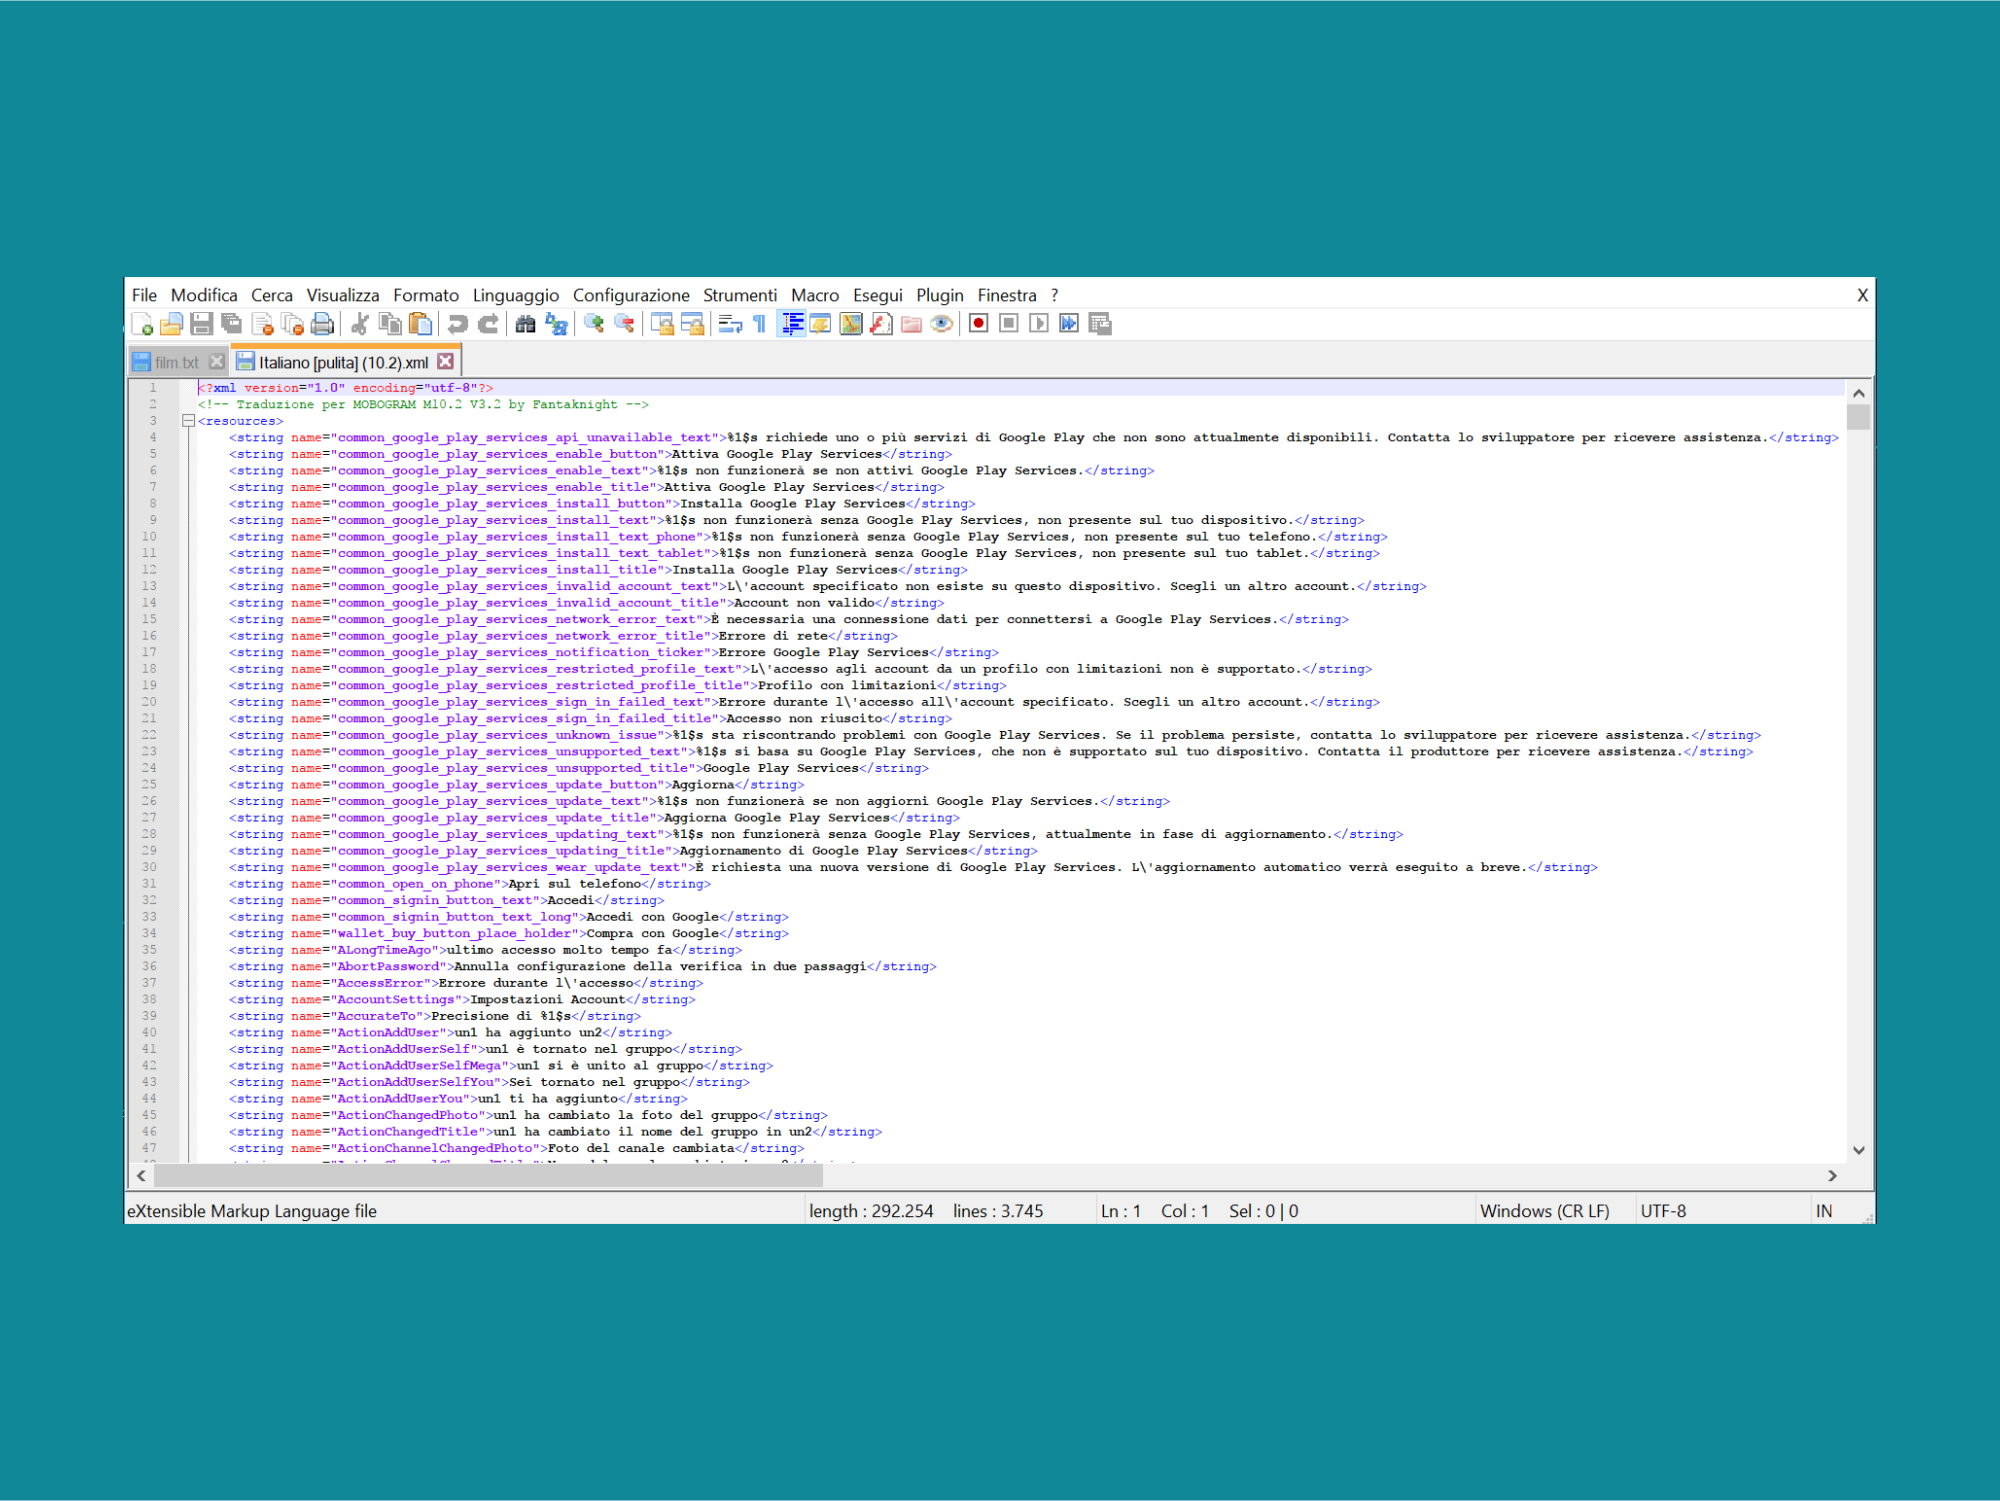 File Modifica Cerca Visualizza Formato Linguaggio Configurazione Strumenti Macro Esegui Plugin Finestra ? X
film.txt Italiano [pulita] (10.2).xml
1 <?xml version="1.0" encoding="utf-8"?>
2 <!-- Traduzione per MOBOGRAM M10.2 V3.2 by Fantaknight -->
3 <resources>
4 <string name="common_google_play_services_api_unavailable_text">%1$s richiede uno o più servizi di Google Play che non sono attualmente disponibili. Contatta lo sviluppatore per ricevere assistenza.</string>
5 <string name="common_google_play_services_enable_button">Attiva Google Play Services</string>
6 <string name="common_google_play_services_enable_text">%1$s non funzionerà se non attivi Google Play Services.</string>
7 <string name="common_google_play_services_enable_title">Attiva Google Play Services</string>
8 <string name="common_google_play_services_install_button">Installa Google Play Services</string>
9 <string name="common_google_play_services_install_text">%1$s non funzionerà senza Google Play Services, non presente sul tuo dispositivo.</string>
10 <string name="common_google_play_services_install_text_phone">%1$s non funzionerà senza Google Play Services, non presente sul tuo telefono.</string>
11 <string name="common_google_play_services_install_text_tablet">%1$s non funzionerà senza Google Play Services, non presente sul tuo tablet.</string>
12 <string name="common_google_play_services_install_title">Installa Google Play Services</string>
13 <string name="common_google_play_services_invalid_account_text">L\'account specificato non esiste su questo dispositivo. Scegli un altro account.</string>
14 <string name="common_google_play_services_invalid_account_title">Account non valido</string>
15 <string name="common_google_play_services_network_error_text">È necessaria una connessione dati per connettersi a Google Play Services.</string>
16 <string name="common_google_play_services_network_error_title">Errore di rete</string>
17 <string name="common_google_play_services_notification_ticker">Errore Google Play Services</string>
18 <string name="common_google_play_services_restricted_profile_text">L\'accesso agli account da un profilo con limitazioni non è supportato.</string>
19 <string name="common_google_play_services_restricted_profile_title">Profilo con limitazioni</string>
20 <string name="common_google_play_services_sign_in_failed_text">Errore durante l\'accesso all\'account specificato. Scegli un altro account.</string>
21 <string name="common_google_play_services_sign_in_failed_title">Accesso non riuscito</string>
22 <string name="common_google_play_services_unknown_issue">%1$s sta riscontrando problemi con Google Play Services. Se il problema persiste, contatta lo sviluppatore per ricevere assistenza.</string>
23 <string name="common_google_play_services_unsupported_text">%1$s si basa su Google Play Services, che non è supportato sul tuo dispositivo. Contatta il produttore per ricevere assistenza.</string>
24 <string name="common_google_play_services_unsupported_title">Google Play Services</string>
25 <string name="common_google_play_services_update_button">Aggiorna</string>
26 <string name="common_google_play_services_update_text">%1$s non funzionerà se non aggiorni Google Play Services.</string>
27 <string name="common_google_play_services_update_title">Aggiorna Google Play Services</string>
28 <string name="common_google_play_services_updating_text">%1$s non funzionerà senza Google Play Services, attualmente in fase di aggiornamento.</string>
29 <string name="common_google_play_services_updating_title">Aggiornamento di Google Play Services</string>
30 <string name="common_google_play_services_wear_update_text">È richiesta una nuova versione di Google Play Services. L\'aggiornamento automatico verrà eseguito a breve.</string>
31 <string name="common_open_on_phone">Apri sul telefono</string>
32 <string name="common_signin_button_text">Accedi</string>
33 <string name="common_signin_button_text_long">Accedi con Google</string>
34 <string name="wallet_buy_button_place_holder">Compra con Google</string>
35 <string name="ALongTimeAgo">ultimo accesso molto tempo fa</string>
36 <string name="AbortPassword">Annulla configurazione della verifica in due passaggi</string>
37 <string name="AccessError">Errore durante l\'accesso</string>
38 <string name="AccountSettings">Impostazioni Account</string>
39 <string name="AccurateTo">Precisione di %1$s</string>
40 <string name="ActionAddUser">un1 ha aggiunto un2</string>
41 <string name="ActionAddUserSelf">un1 è tornato nel gruppo</string>
42 <string name="ActionAddUserSelfMega">un1 si è unito al gruppo</string>
43 <string name="ActionAddUserSelfYou">Sei tornato nel gruppo</string>
44 <string name="ActionAddUserYou">un1 ti ha aggiunto</string>
45 <string name="ActionChangedPhoto">un1 ha cambiato la foto del gruppo</string>
46 <string name="ActionChangedTitle">un1 ha cambiato il nome del gruppo in un2</string>
47 <string name="ActionChannelChangedPhoto">Foto del canale cambiata</string>
eXtensible Markup Language file length : 292.254 lines : 3.745 Ln : 1 Col : 1 Sel : 0 | 0 Windows (CR LF) UTF-8 IN